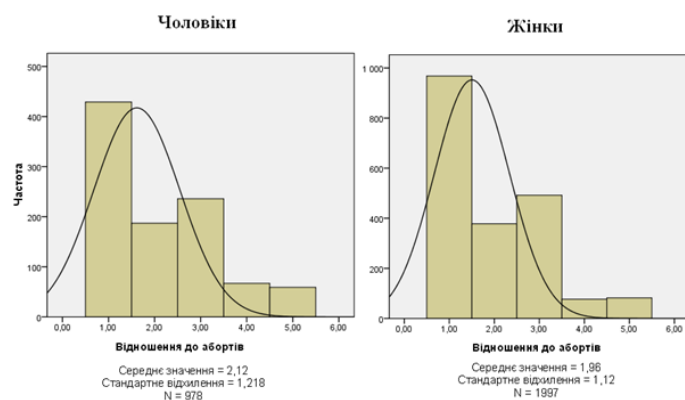 Чоловіки
500
400
300
200
100
0
Частота
0,00 1,00 2,00 3,00 4,00 5,00 6,00
Відношення до абортів
Середнє значення = 2,12
Стандартне відхилення = 1,218
N = 978
Жінки
1 000
800
600
400
200
0
0,00 1,00 2,00 3,00 4,00 5,00 6,00
Відношення до абортів
Середнє значення = 1,96
Стандартне відхилення = 1,12
N = 1997